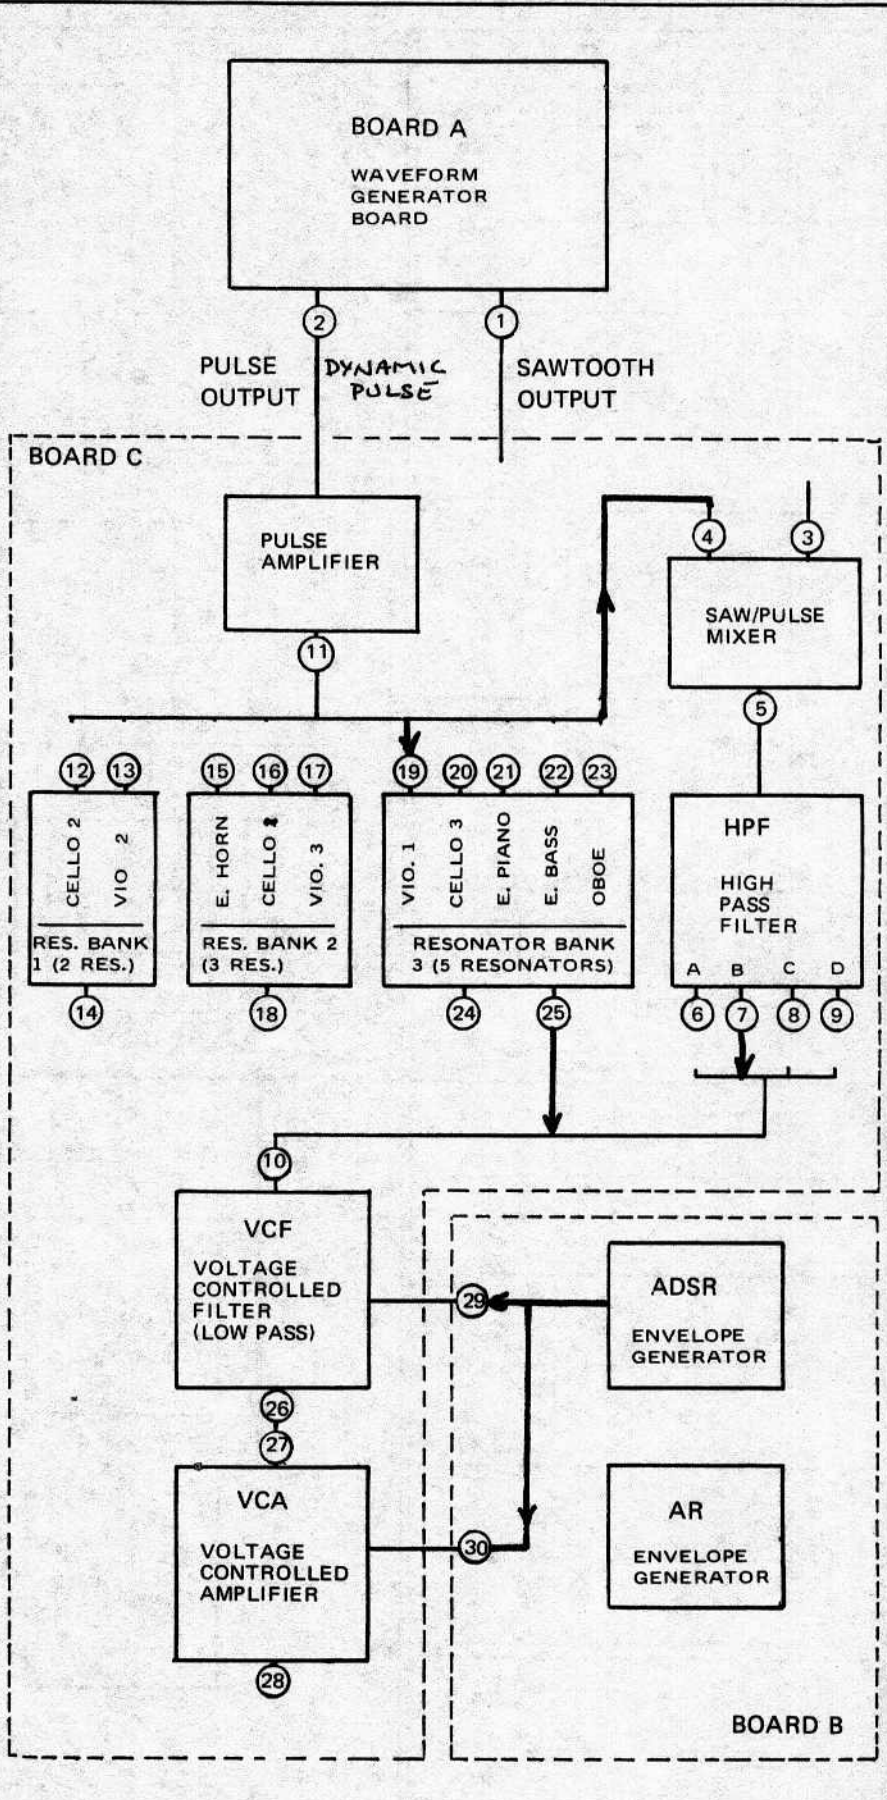 BOARD A
WAVEFORM
GENERATOR
BOARD
2
1
PULSE
OUTPUT
DYNAMIC
PULSE
SAWTOOTH
OUTPUT
BOARD C
PULSE
AMPLIFIER
11
4
3
SAW/PULSE
MIXER
5
12
13
15
16
17
19
20
21
22
23
CELLO 2
VIO 2
RES. BANK
1 (2 RES.)
E. HORN
CELLO
VIO. 3
RES. BANK 2
(3 RES.)
VIO. 1
CELLO 3
E. PIANO
E. BASS
OBOE
RESONATOR BANK
3 (5 RESONATORS)
HPF
HIGH
PASS
FILTER
A B C D
14
18
24
25
6
7
8
9
10
VCF
VOLTAGE
CONTROLLED
FILTER
(LOW PASS)
29
ADSR
ENVELOPE
GENERATOR
26
27
VCA
VOLTAGE
CONTROLLED
AMPLIFIER
30
AR
ENVELOPE
GENERATOR
28
BOARD B